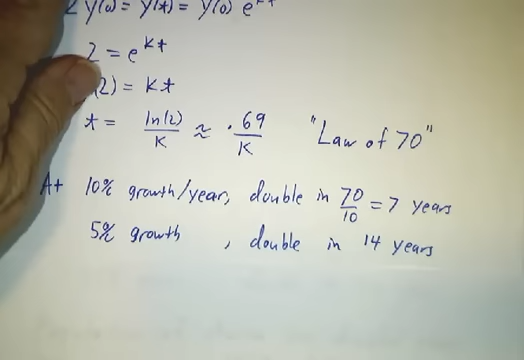 2 y(0) = y(t) = y(0) e^kt
2 = e^kt
(2) = kt
t = ln(2)/K ≈ .69/K "Law of 70"
At 10% growth/year, double in 70/10 = 7 years
5% growth , double in 14 years